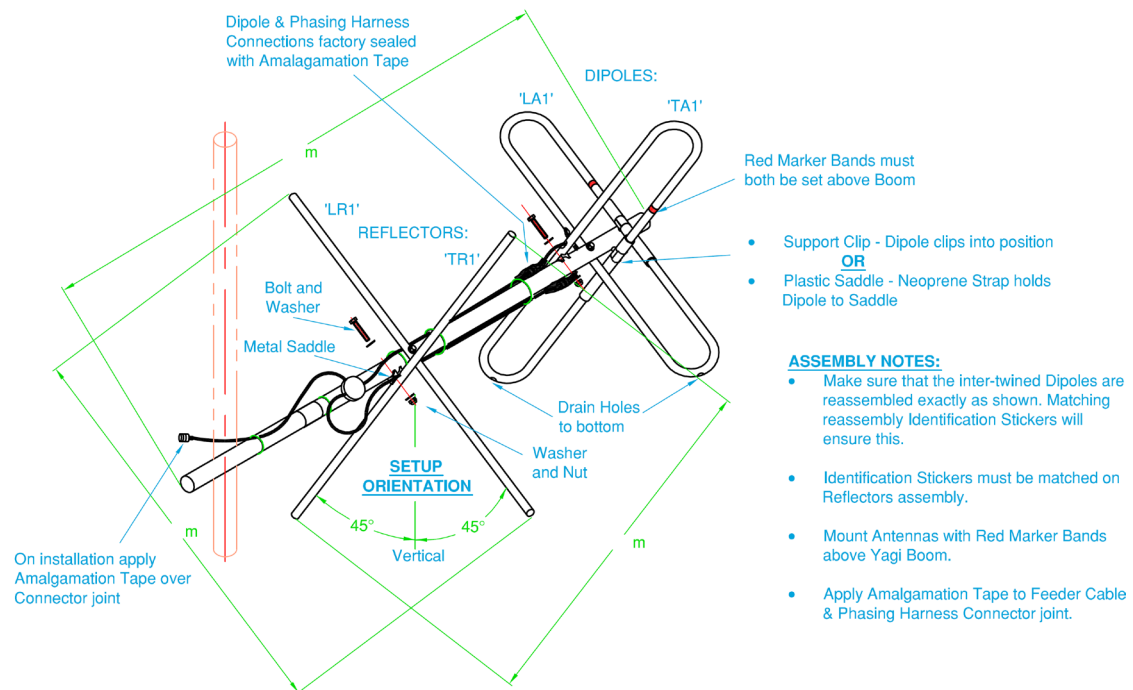 Dipole & Phasing Harness
Connections factory sealed
with Amalagamation Tape
DIPOLES:
'LA1'
'TA1'
m
Red Marker Bands must
both be set above Boom
'LR1'
REFLECTORS:
'TR1'
• Support Clip - Dipole clips into position
OR
• Plastic Saddle - Neoprene Strap holds
Dipole to Saddle
Bolt and
Washer
Metal Saddle
ASSEMBLY NOTES:
• Make sure that the inter-twined Dipoles are
reassembled exactly as shown. Matching
reassembly Identification Stickers will
ensure this.
• Identification Stickers must be matched on
Reflectors assembly.
• Mount Antennas with Red Marker Bands
above Yagi Boom.
• Apply Amalgamation Tape to Feeder Cable
& Phasing Harness Connector joint.
Drain Holes
to bottom
Washer
and Nut
SETUP
ORIENTATION
45°
45°
Vertical
m
m
On installation apply
Amalgamation Tape over
Connector joint